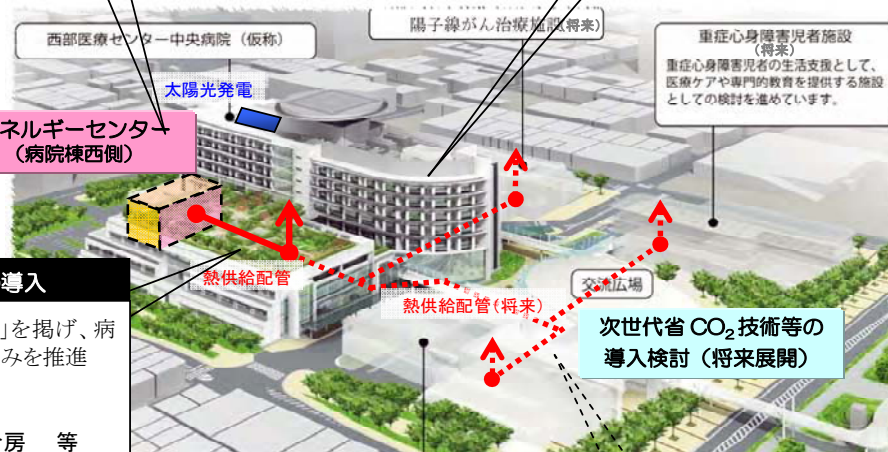 西部医療センター中央病院（仮称）
陽子線がん治療施設(将来)
重症心身障害児者施設
（将来）
重症心身障害児者の生活支援として、
医療ケアや専門的教育を提供する施設
としての検討を進めています。
太陽光発電
ネルギーセンター
（病院棟西側）
導入
」を掲げ、病
みを推進
房 等
熱供給配管
熱供給配管（将来）
交流広場
次世代省CO₂技術等の
導入検討（将来展開）